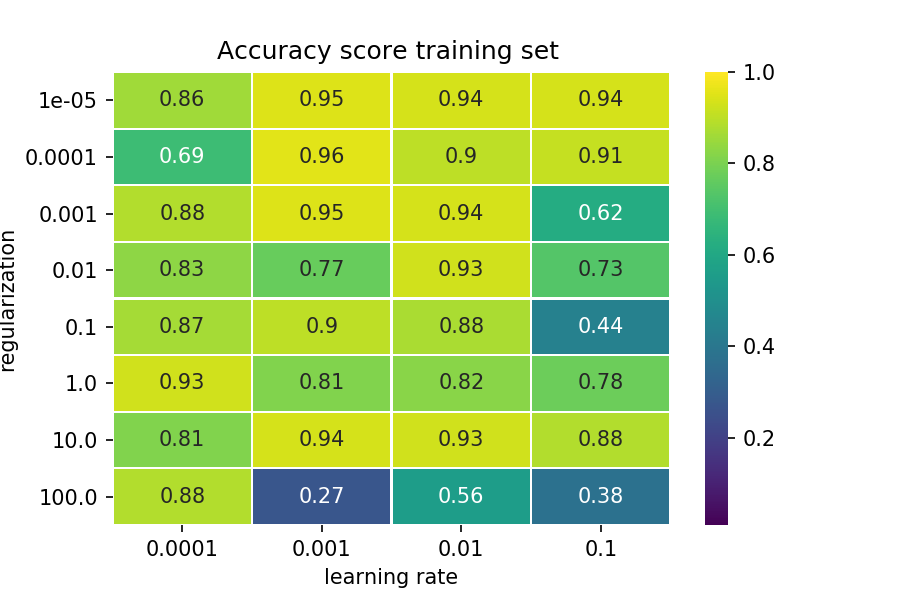 Accuracy score training set
regularization
1e-05 0.86 0.95 0.94 0.94
0.0001 0.69 0.96 0.9 0.91
0.001 0.88 0.95 0.94 0.62
0.01 0.83 0.77 0.93 0.73
0.1 0.87 0.9 0.88 0.44
1.0 0.93 0.81 0.82 0.78
10.0 0.81 0.94 0.93 0.88
100.0 0.88 0.27 0.56 0.38
0.0001 0.001 0.01 0.1
learning rate
1.0
0.8
0.6
0.4
0.2